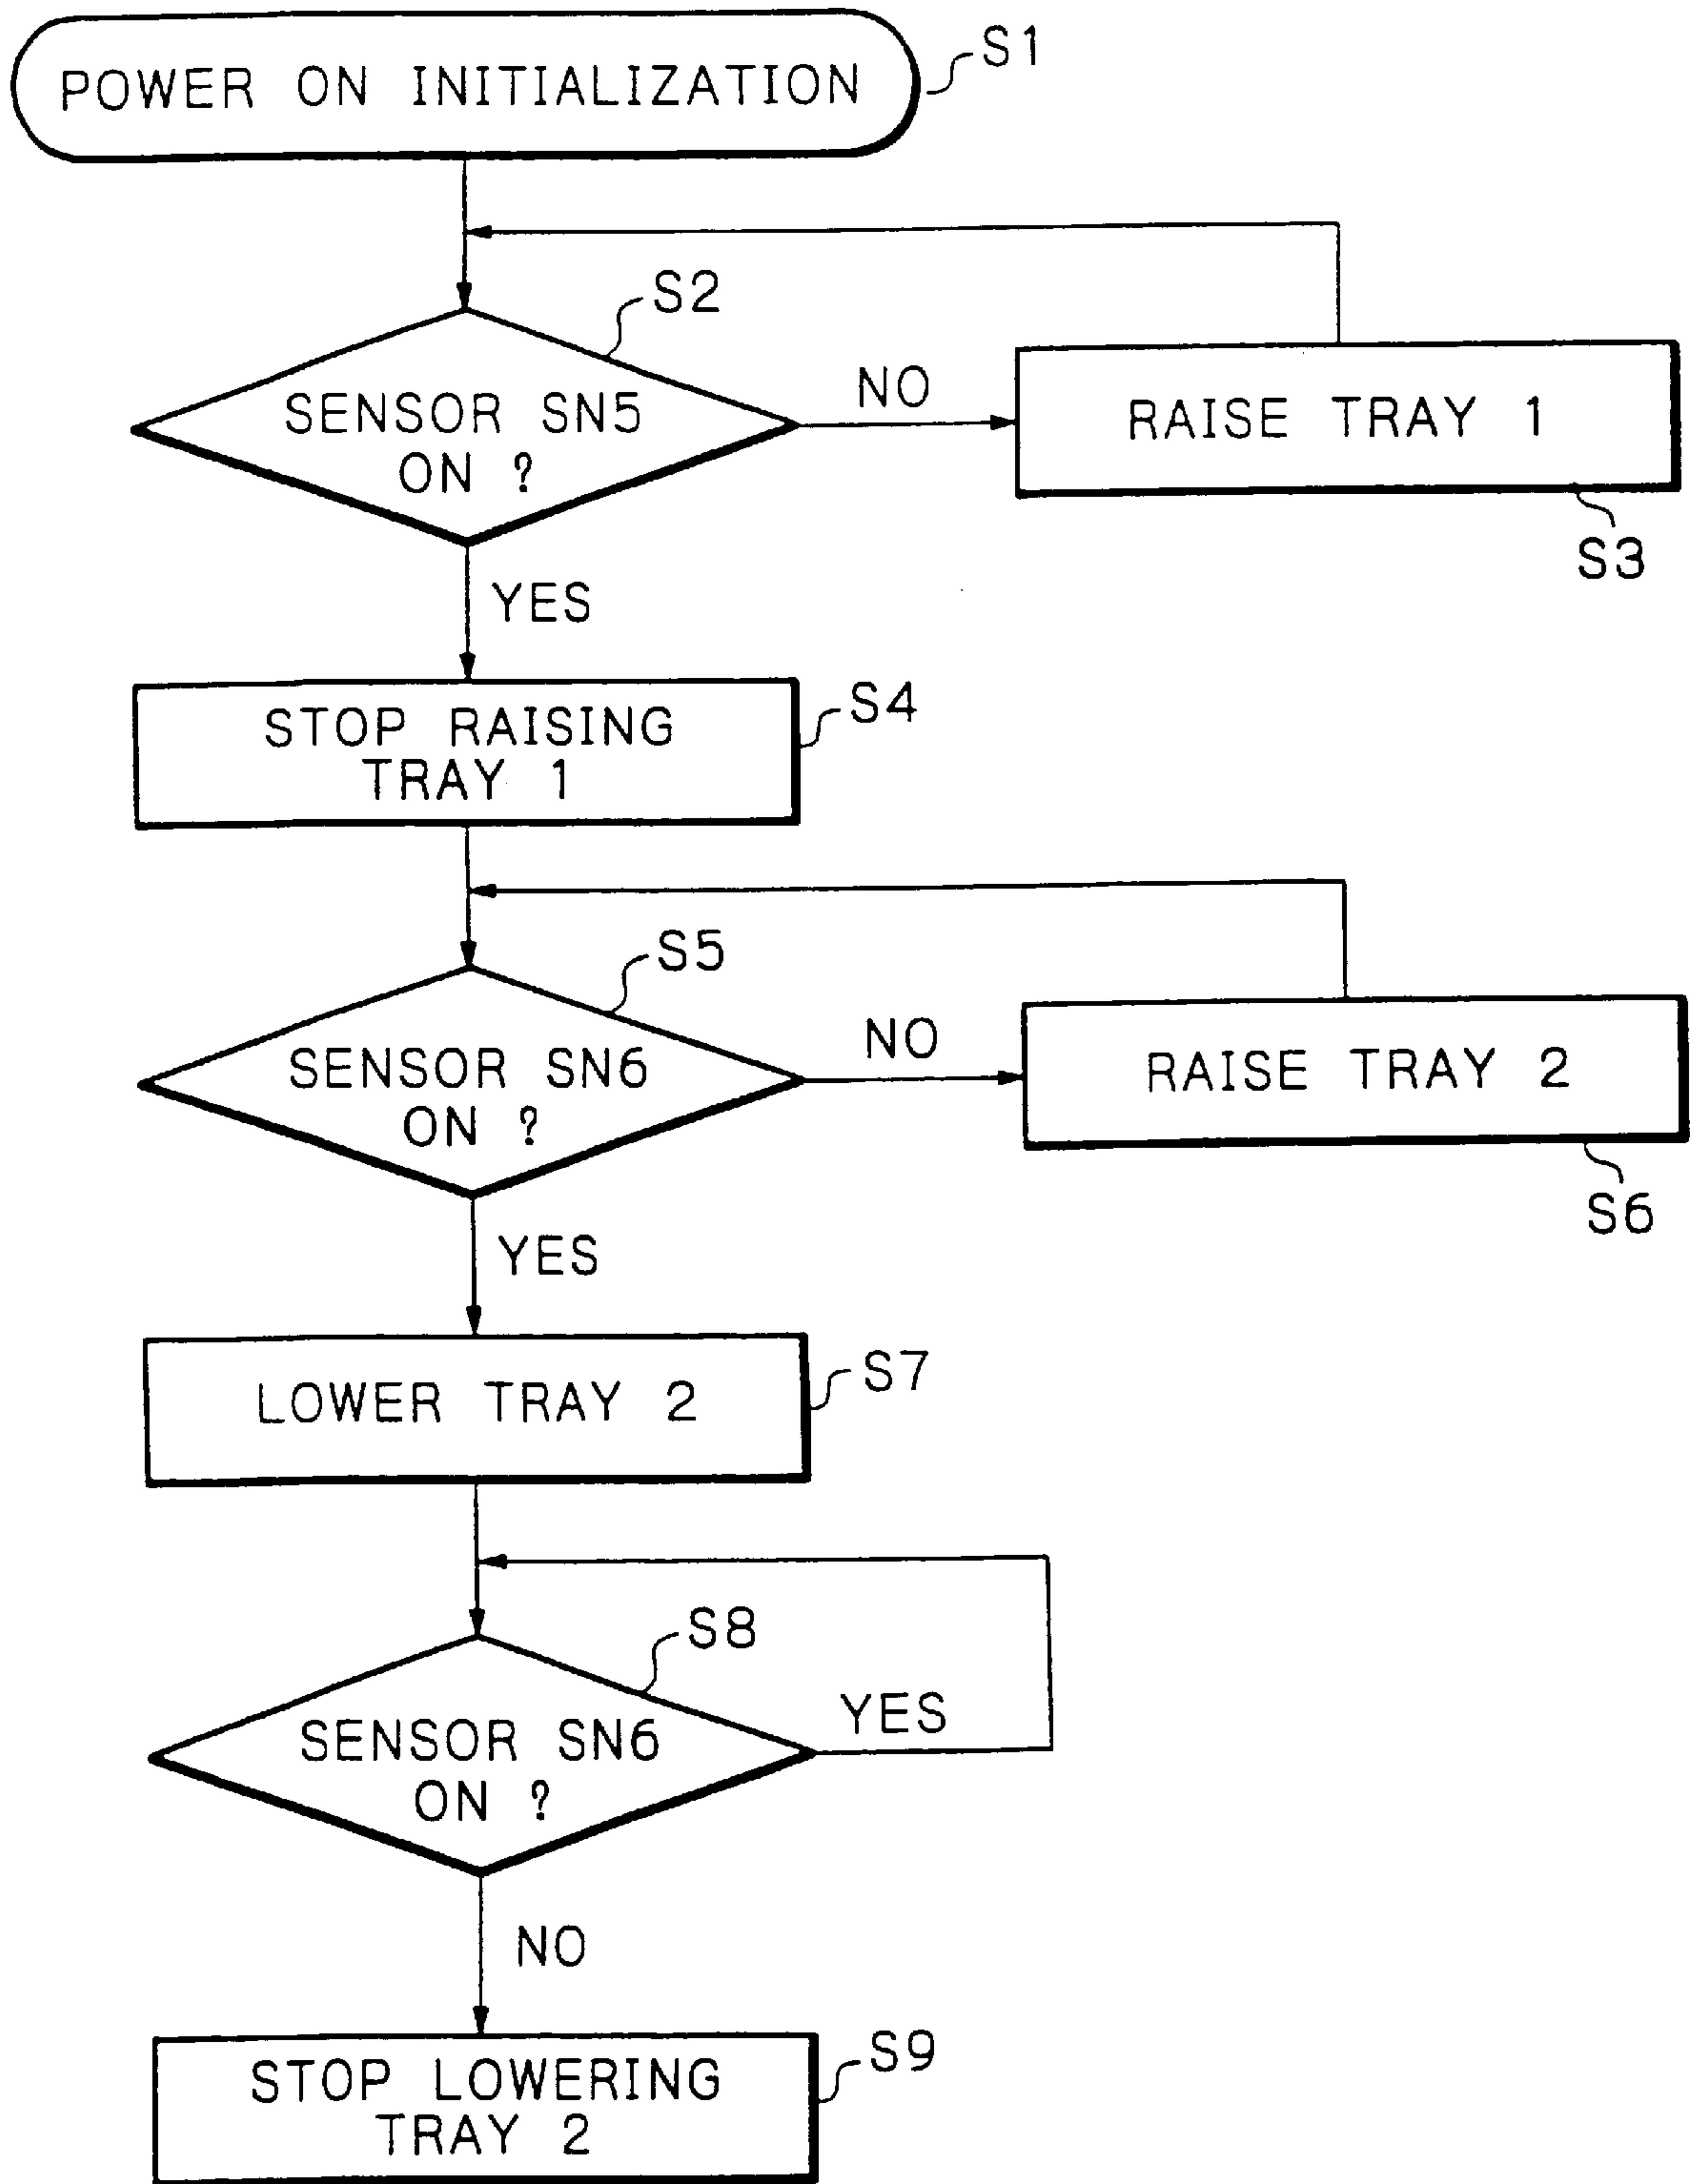 POWER ON INITIALIZATION
S1
S2
SENSOR SN5
ON ?
NO
RAISE TRAY 1
S3
YES
STOP RAISING
TRAY 1
S4
S5
SENSOR SN6
ON ?
NO
RAISE TRAY 2
S6
YES
LOWER TRAY 2
S7
S8
SENSOR SN6
ON ?
YES
NO
STOP LOWERING
TRAY 2
S9